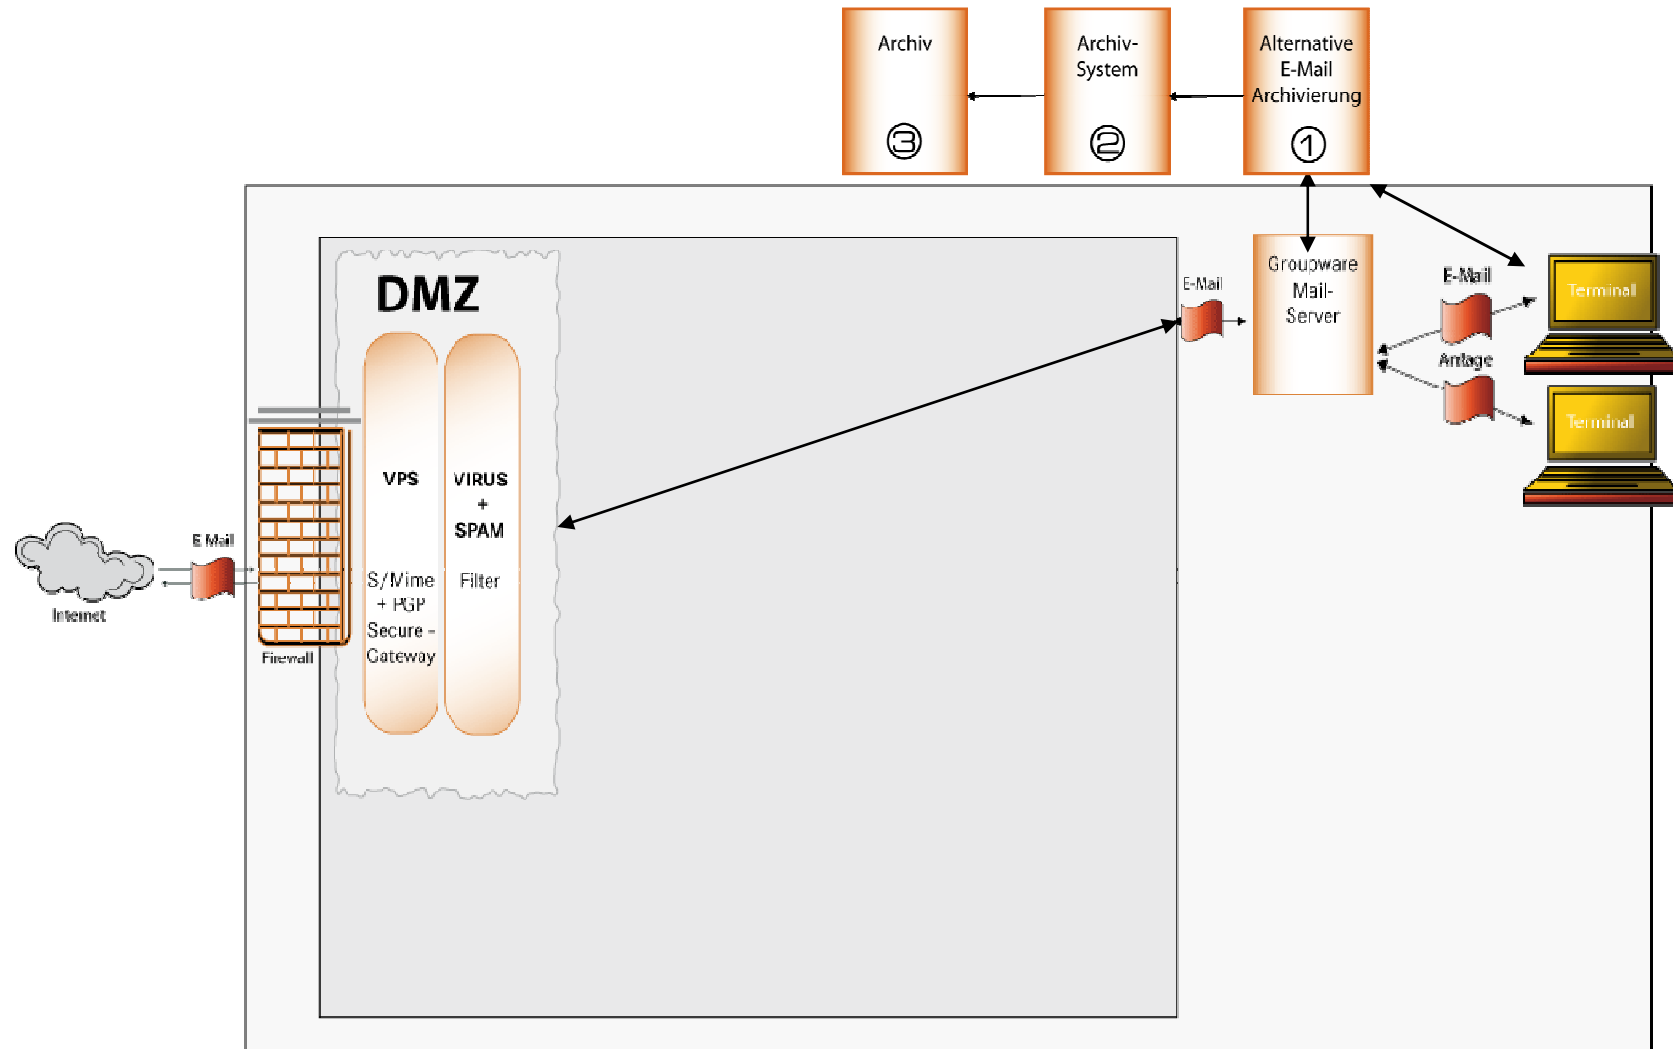 Archiv
③
Archiv-
System
②
Alternative
E-Mail
Archivierung
①
DMZ
VPS
S/Mime
+ PGP
Secure -
Gateway
VIRUS
+
SPAM
Filter
E-Mail
Groupware
Mail-
Server
E-Mail
Anlage
Terminal
Terminal
E-Mail
Internet
Firewall